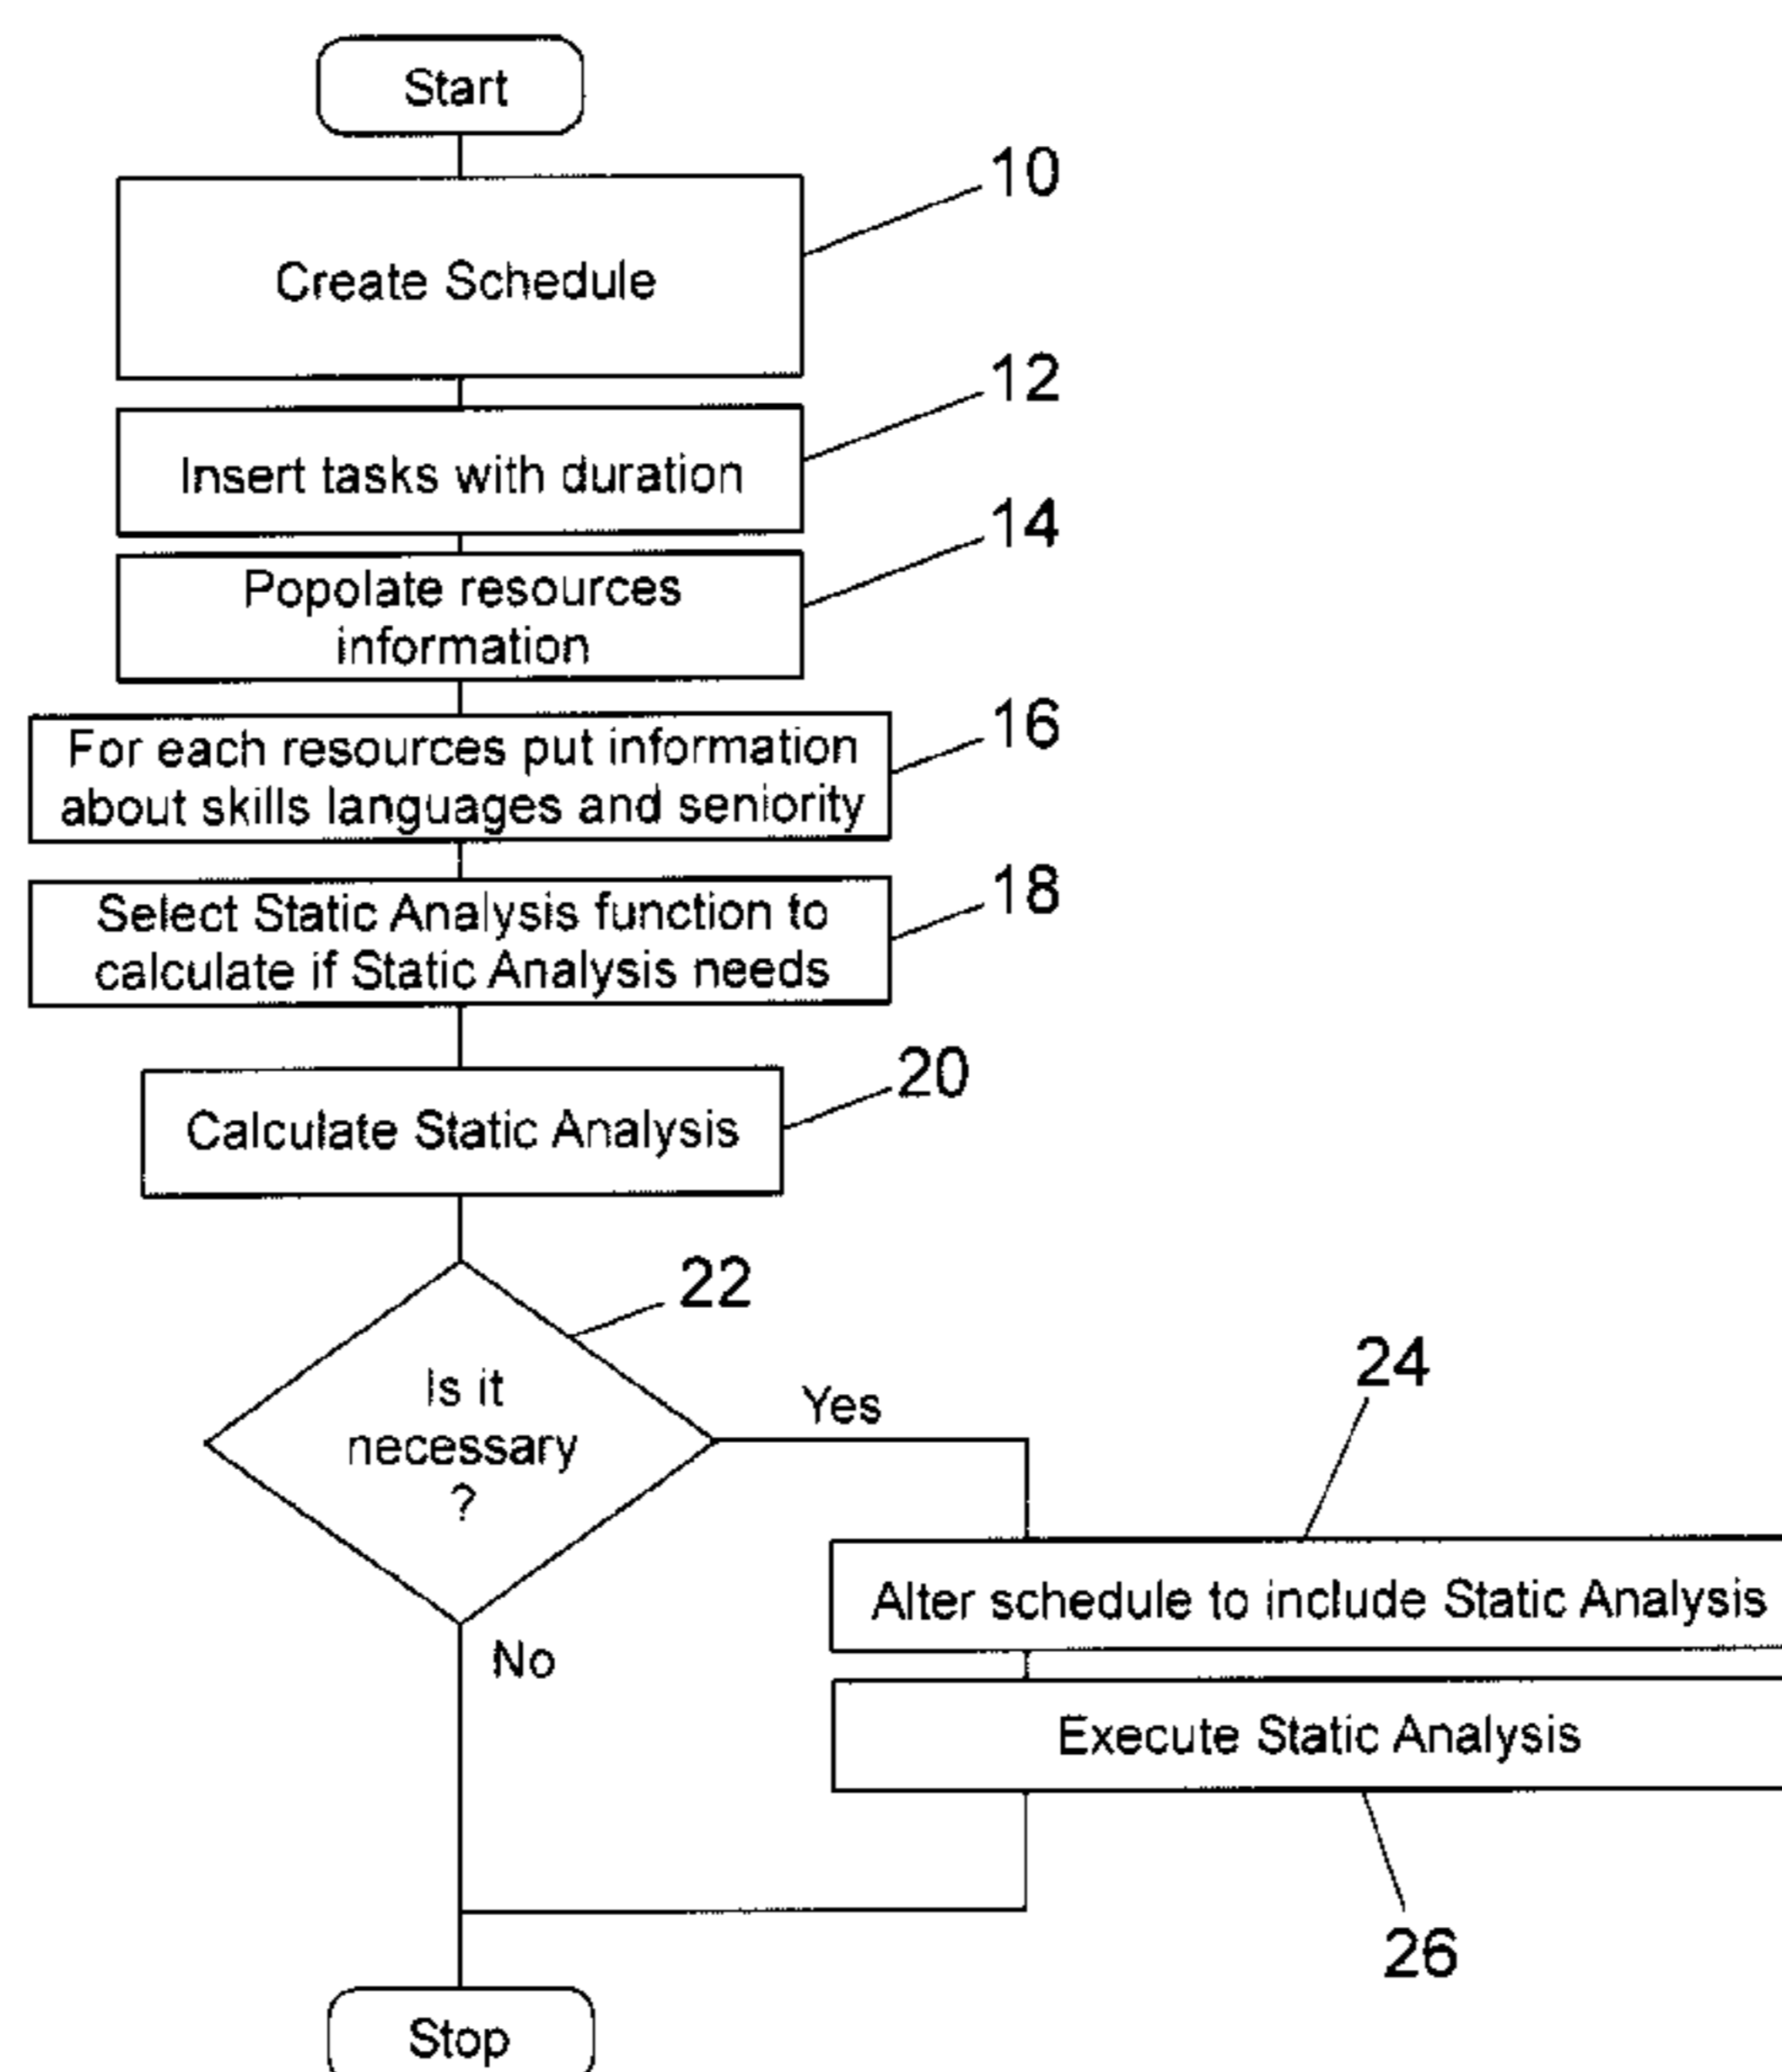 Start
10
Create Schedule
12
Insert tasks with duration
14
Popolate resources
information
16
For each resources put information
about skills languages and seniority
18
Select Static Analysis function to
calculate if Static Analysis needs
20
Calculate Static Analysis
22
Is it
necessary
?
Yes
No
24
Alter schedule to include Static Analysis
Execute Static Analysis
26
Stop